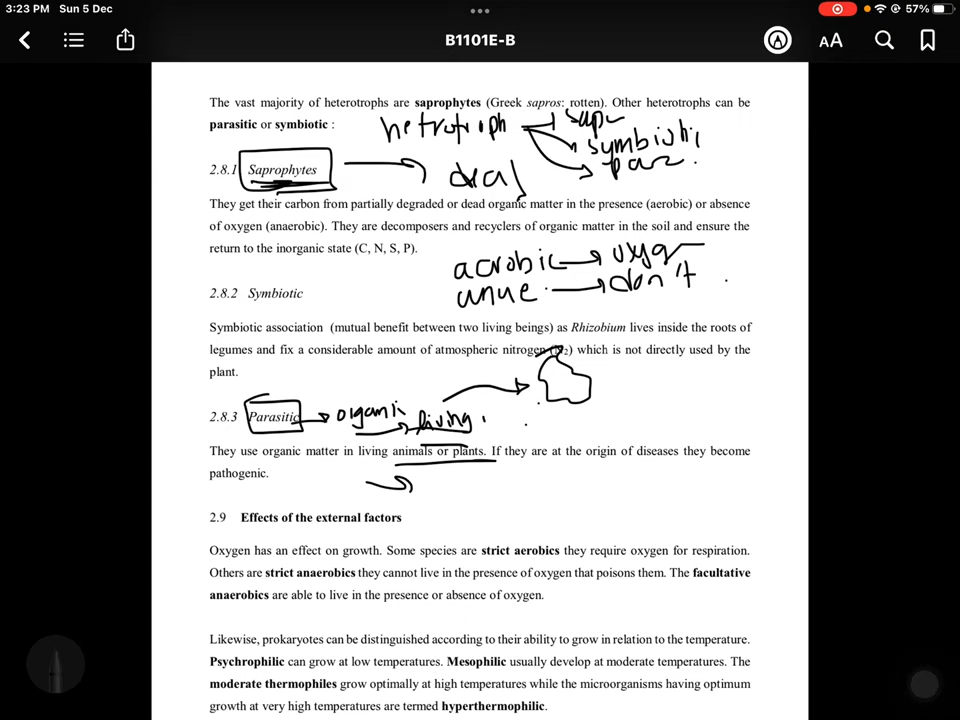 3:23 PM Sun 5 Dec
57%
B1101E-B
AA
The vast majority of heterotrophs are saprophytes (Greek sapros: rotten). Other heterotrophs can be
parasitic or symbiotic :
hetrotroph
symbiotic
2.8.1 Saprophytes
They get their carbon from partially degraded or dead organic matter in the presence (aerobic) or absence
of oxygen (anaerobic). They are decomposers and recyclers of organic matter in the soil and ensure the
return to the inorganic state (C, N, S, P).
don't
2.8.2 Symbiotic
Symbiotic association (mutual benefit between two living beings) as Rhizobium lives inside the roots of
legumes and fix a considerable amount of atmospheric nitrogen (N₂) which is not directly used by the
plant.
2.8.3 Parasitic
living
They use organic matter in living animals or plants. If they are at the origin of diseases they become
pathogenic.
2.9 Effects of the external factors
Oxygen has an effect on growth. Some species are strict aerobics they require oxygen for respiration.
Others are strict anaerobics they cannot live in the presence of oxygen that poisons them. The facultative
anaerobics are able to live in the presence or absence of oxygen.
Likewise, prokaryotes can be distinguished according to their ability to grow in relation to the temperature.
Psychrophilic can grow at low temperatures. Mesophilic usually develop at moderate temperatures. The
moderate thermophiles grow optimally at high temperatures while the microorganisms having optimum
growth at very high temperatures are termed hyperthermophilic.